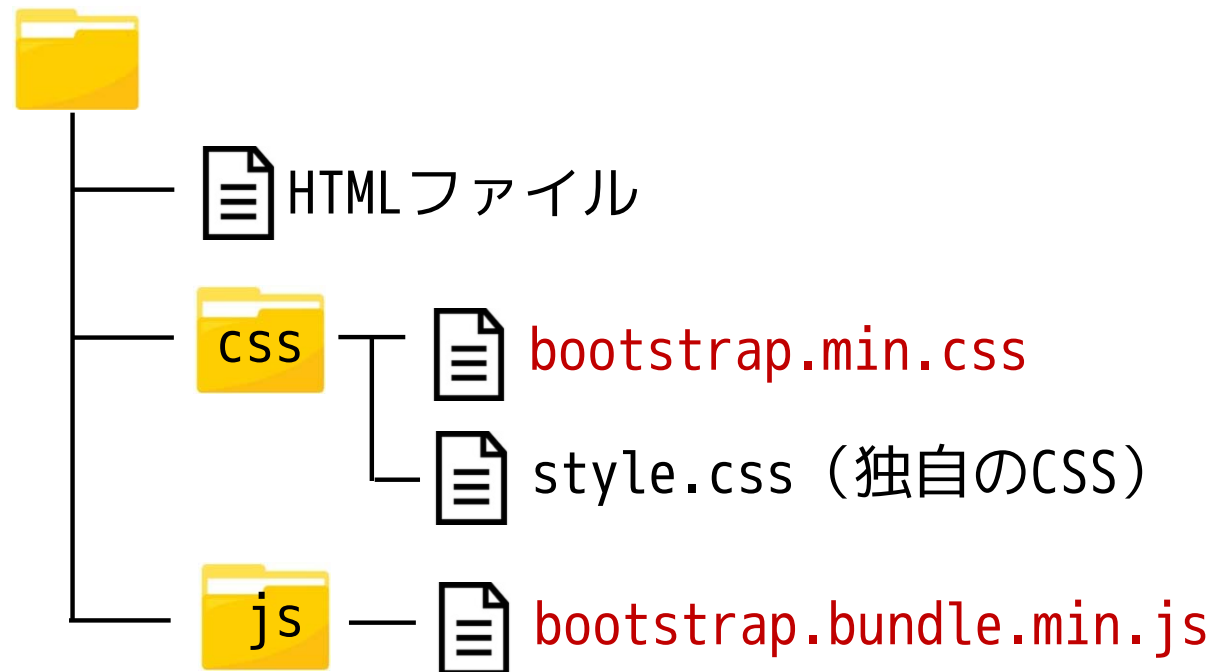 HTMLファイル
css
bootstrap.min.css
style.css（独自のCSS）
js
bootstrap.bundle.min.js